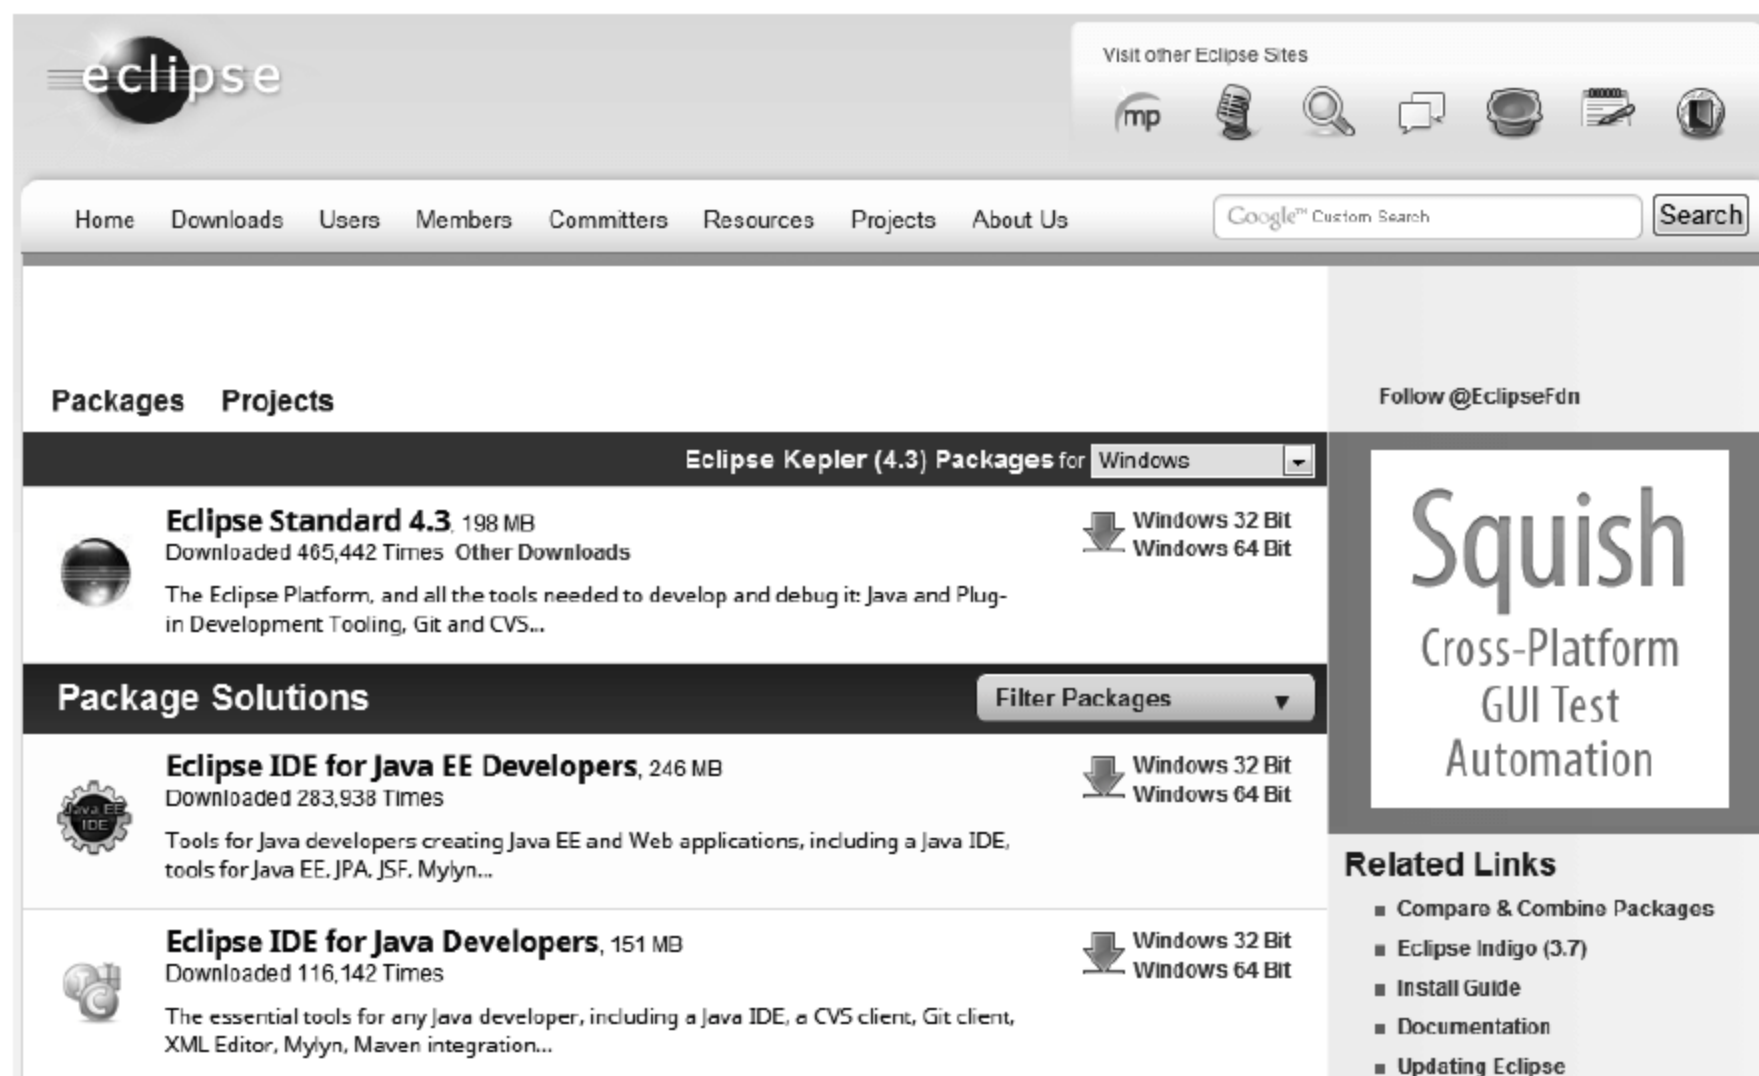 eclipse
Visit other Eclipse Sites
mp
Home Downloads Users Members Committers Resources Projects About Us
Google™ Custom Search
Search
Packages Projects
Follow @EclipseFdn
Eclipse Kepler (4.3) Packages for Windows
Eclipse Standard 4.3, 198 MB
Downloaded 465,442 Times Other Downloads
The Eclipse Platform, and all the tools needed to develop and debug it: Java and Plug-
in Development Tooling, Git and CVS...
Windows 32 Bit
Windows 64 Bit
Squish
Cross-Platform
GUI Test
Automation
Package Solutions
Filter Packages
Java EE
IDE
Eclipse IDE for Java EE Developers, 246 MB
Downloaded 283,938 Times
Tools for Java developers creating Java EE and Web applications, including a Java IDE,
tools for Java EE, JPA, JSF, Mylyn...
Windows 32 Bit
Windows 64 Bit
Eclipse IDE for Java Developers, 151 MB
Downloaded 116,142 Times
The essential tools for any Java developer, including a Java IDE, a CVS client, Git client,
XML Editor, Mylyn, Maven integration...
Windows 32 Bit
Windows 64 Bit
Related Links
Compare & Combine Packages
Eclipse Indigo (3.7)
Install Guide
Documentation
Updating Eclipse